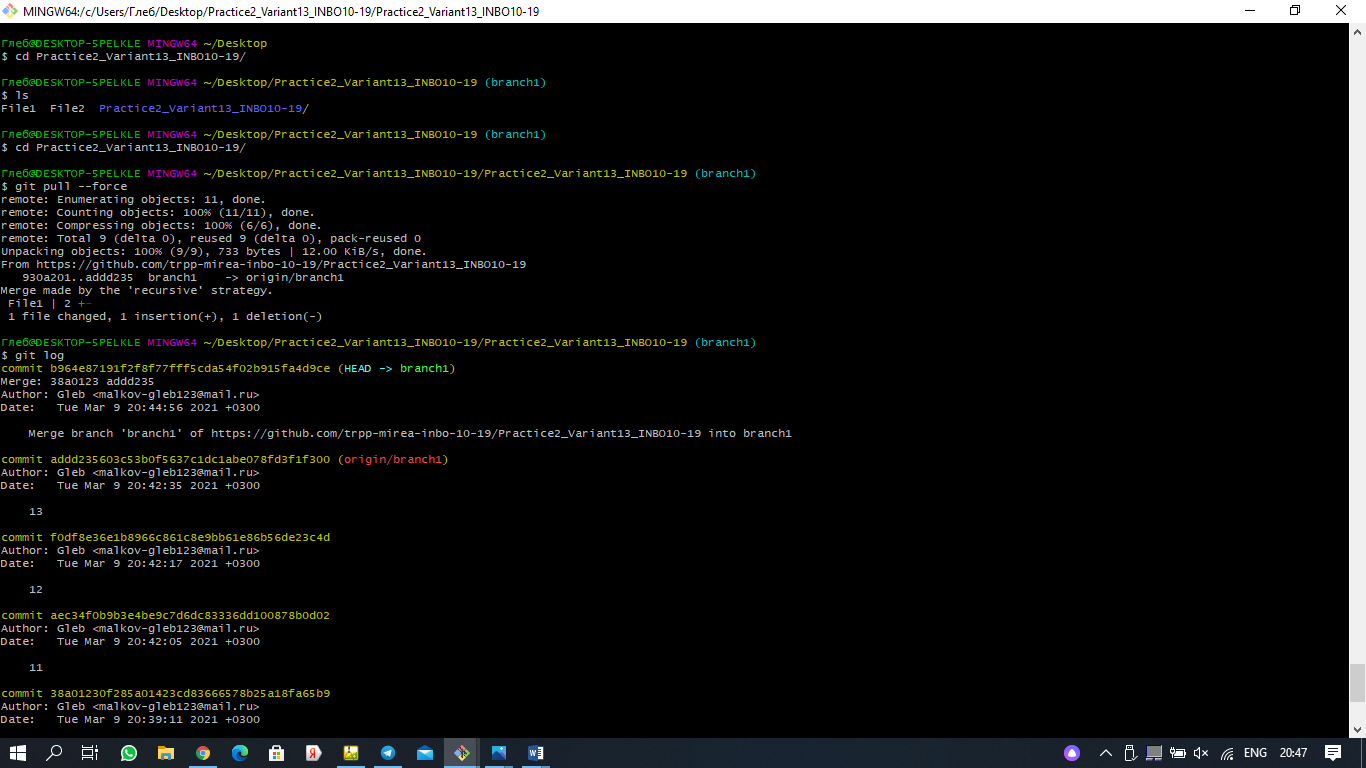 MINGW64:/c/Users/Глеб/Desktop/Practice2_Variant13_INBO10-19/Practice2_Variant13_INBO10-19
Глеб@DESKTOP-5PELKLE MINGW64 ~/Desktop
$ cd Practice2_Variant13_INBO10-19/
Глеб@DESKTOP-5PELKLE MINGW64 ~/Desktop/Practice2_Variant13_INBO10-19 (branch1)
$ ls
File1  File2  Practice2_Variant13_INBO10-19/
Глеб@DESKTOP-5PELKLE MINGW64 ~/Desktop/Practice2_Variant13_INBO10-19 (branch1)
$ cd Practice2_Variant13_INBO10-19/
Глеб@DESKTOP-5PELKLE MINGW64 ~/Desktop/Practice2_Variant13_INBO10-19/Practice2_Variant13_INBO10-19 (branch1)
$ git pull --force
remote: Enumerating objects: 11, done.
remote: Counting objects: 100% (11/11), done.
remote: Compressing objects: 100% (6/6), done.
remote: Total 9 (delta 0), reused 9 (delta 0), pack-reused 0
Unpacking objects: 100% (9/9), 733 bytes | 12.00 KiB/s, done.
From https://github.com/trpp-mirea-inbo-10-19/Practice2_Variant13_INBO10-19
   930a201..addd235  branch1    -> origin/branch1
Merge made by the 'recursive' strategy.
 File1 | 2 +-
 1 file changed, 1 insertion(+), 1 deletion(-)
Глеб@DESKTOP-5PELKLE MINGW64 ~/Desktop/Practice2_Variant13_INBO10-19/Practice2_Variant13_INBO10-19 (branch1)
$ git log
commit b964e87191f2f8f77fff5cda54f02b915fa4d9ce (HEAD -> branch1)
Merge: 38a0123 addd235
Author: Gleb <malkov-gleb123@mail.ru>
Date:   Tue Mar 9 20:44:56 2021 +0300
    Merge branch 'branch1' of https://github.com/trpp-mirea-inbo-10-19/Practice2_Variant13_INBO10-19 into branch1
commit addd235603c53b0f5637c1dc1abe078fd3f1f300 (origin/branch1)
Author: Gleb <malkov-gleb123@mail.ru>
Date:   Tue Mar 9 20:42:35 2021 +0300
    13
commit f0df8e36e1b8966c861c8e9bb61e86b56de23c4d
Author: Gleb <malkov-gleb123@mail.ru>
Date:   Tue Mar 9 20:42:17 2021 +0300
    12
commit aec34f0b9b3e4be9c7d6dc83336dd100878b0d02
Author: Gleb <malkov-gleb123@mail.ru>
Date:   Tue Mar 9 20:42:05 2021 +0300
    11
commit 38a01230f285a01423cd83666578b25a18fa65b9
Author: Gleb <malkov-gleb123@mail.ru>
Date:   Tue Mar 9 20:39:11 2021 +0300
ENG 20:47